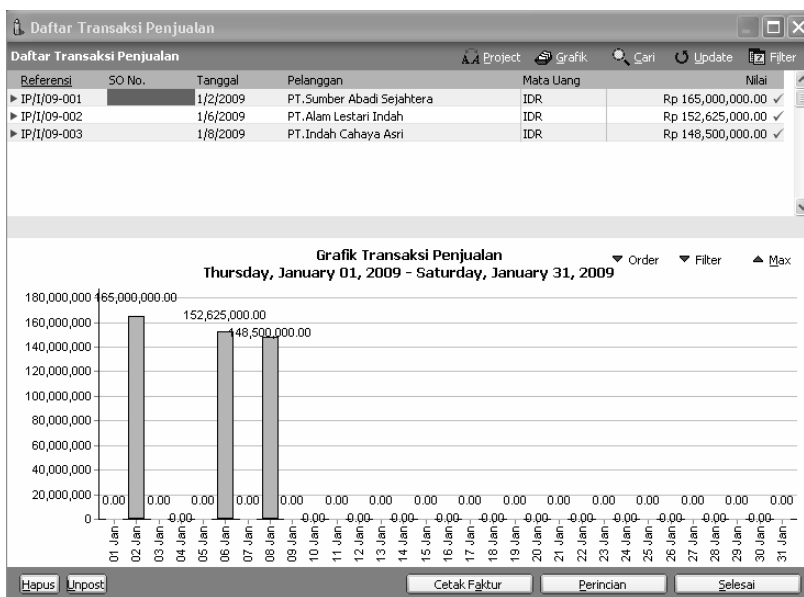 Daftar Transaksi Penjualan
Daftar Transaksi Penjualan Project Grafik Cari Update Filter
Referensi SO No. Tanggal Pelanggan Mata Uang Nilai
IP/I/09-001 1/2/2009 PT.Sumber Abadi Sejahtera IDR Rp 165,000,000.00
IP/I/09-002 1/6/2009 PT.Alam Lestari Indah IDR Rp 152,625,000.00
IP/I/09-003 1/8/2009 PT.Indah Cahaya Asri IDR Rp 148,500,000.00
Grafik Transaksi Penjualan
Thursday, January 01, 2009 - Saturday, January 31, 2009
Order Filter Max
180,000,000 165,000,000.00
152,625,000.00
160,000,000 148,500,000.00
140,000,000
120,000,000
100,000,000
80,000,000
60,000,000
40,000,000
20,000,000 0.00 0.00 0.00 0.00 0.00 0.00 0.00 0.00 0.00 0.00 0.00 0.00 0.00 0.00 0.00
0 -0.00 -0.00 -0.00 -0.00 -0.00 -0.00 -0.00 -0.00 -0.00 -0.00 -0.00 -0.00
01 Jan 02 Jan 03 Jan 04 Jan 05 Jan 06 Jan 07 Jan 08 Jan 09 Jan 10 Jan 11 Jan 12 Jan 13 Jan 14 Jan 15 Jan 16 Jan 17 Jan 18 Jan 19 Jan 20 Jan 21 Jan 22 Jan 23 Jan 24 Jan 25 Jan 26 Jan 27 Jan 28 Jan 29 Jan 30 Jan 31 Jan
Hapus Unpost Cetak Faktur Perincian Selesai